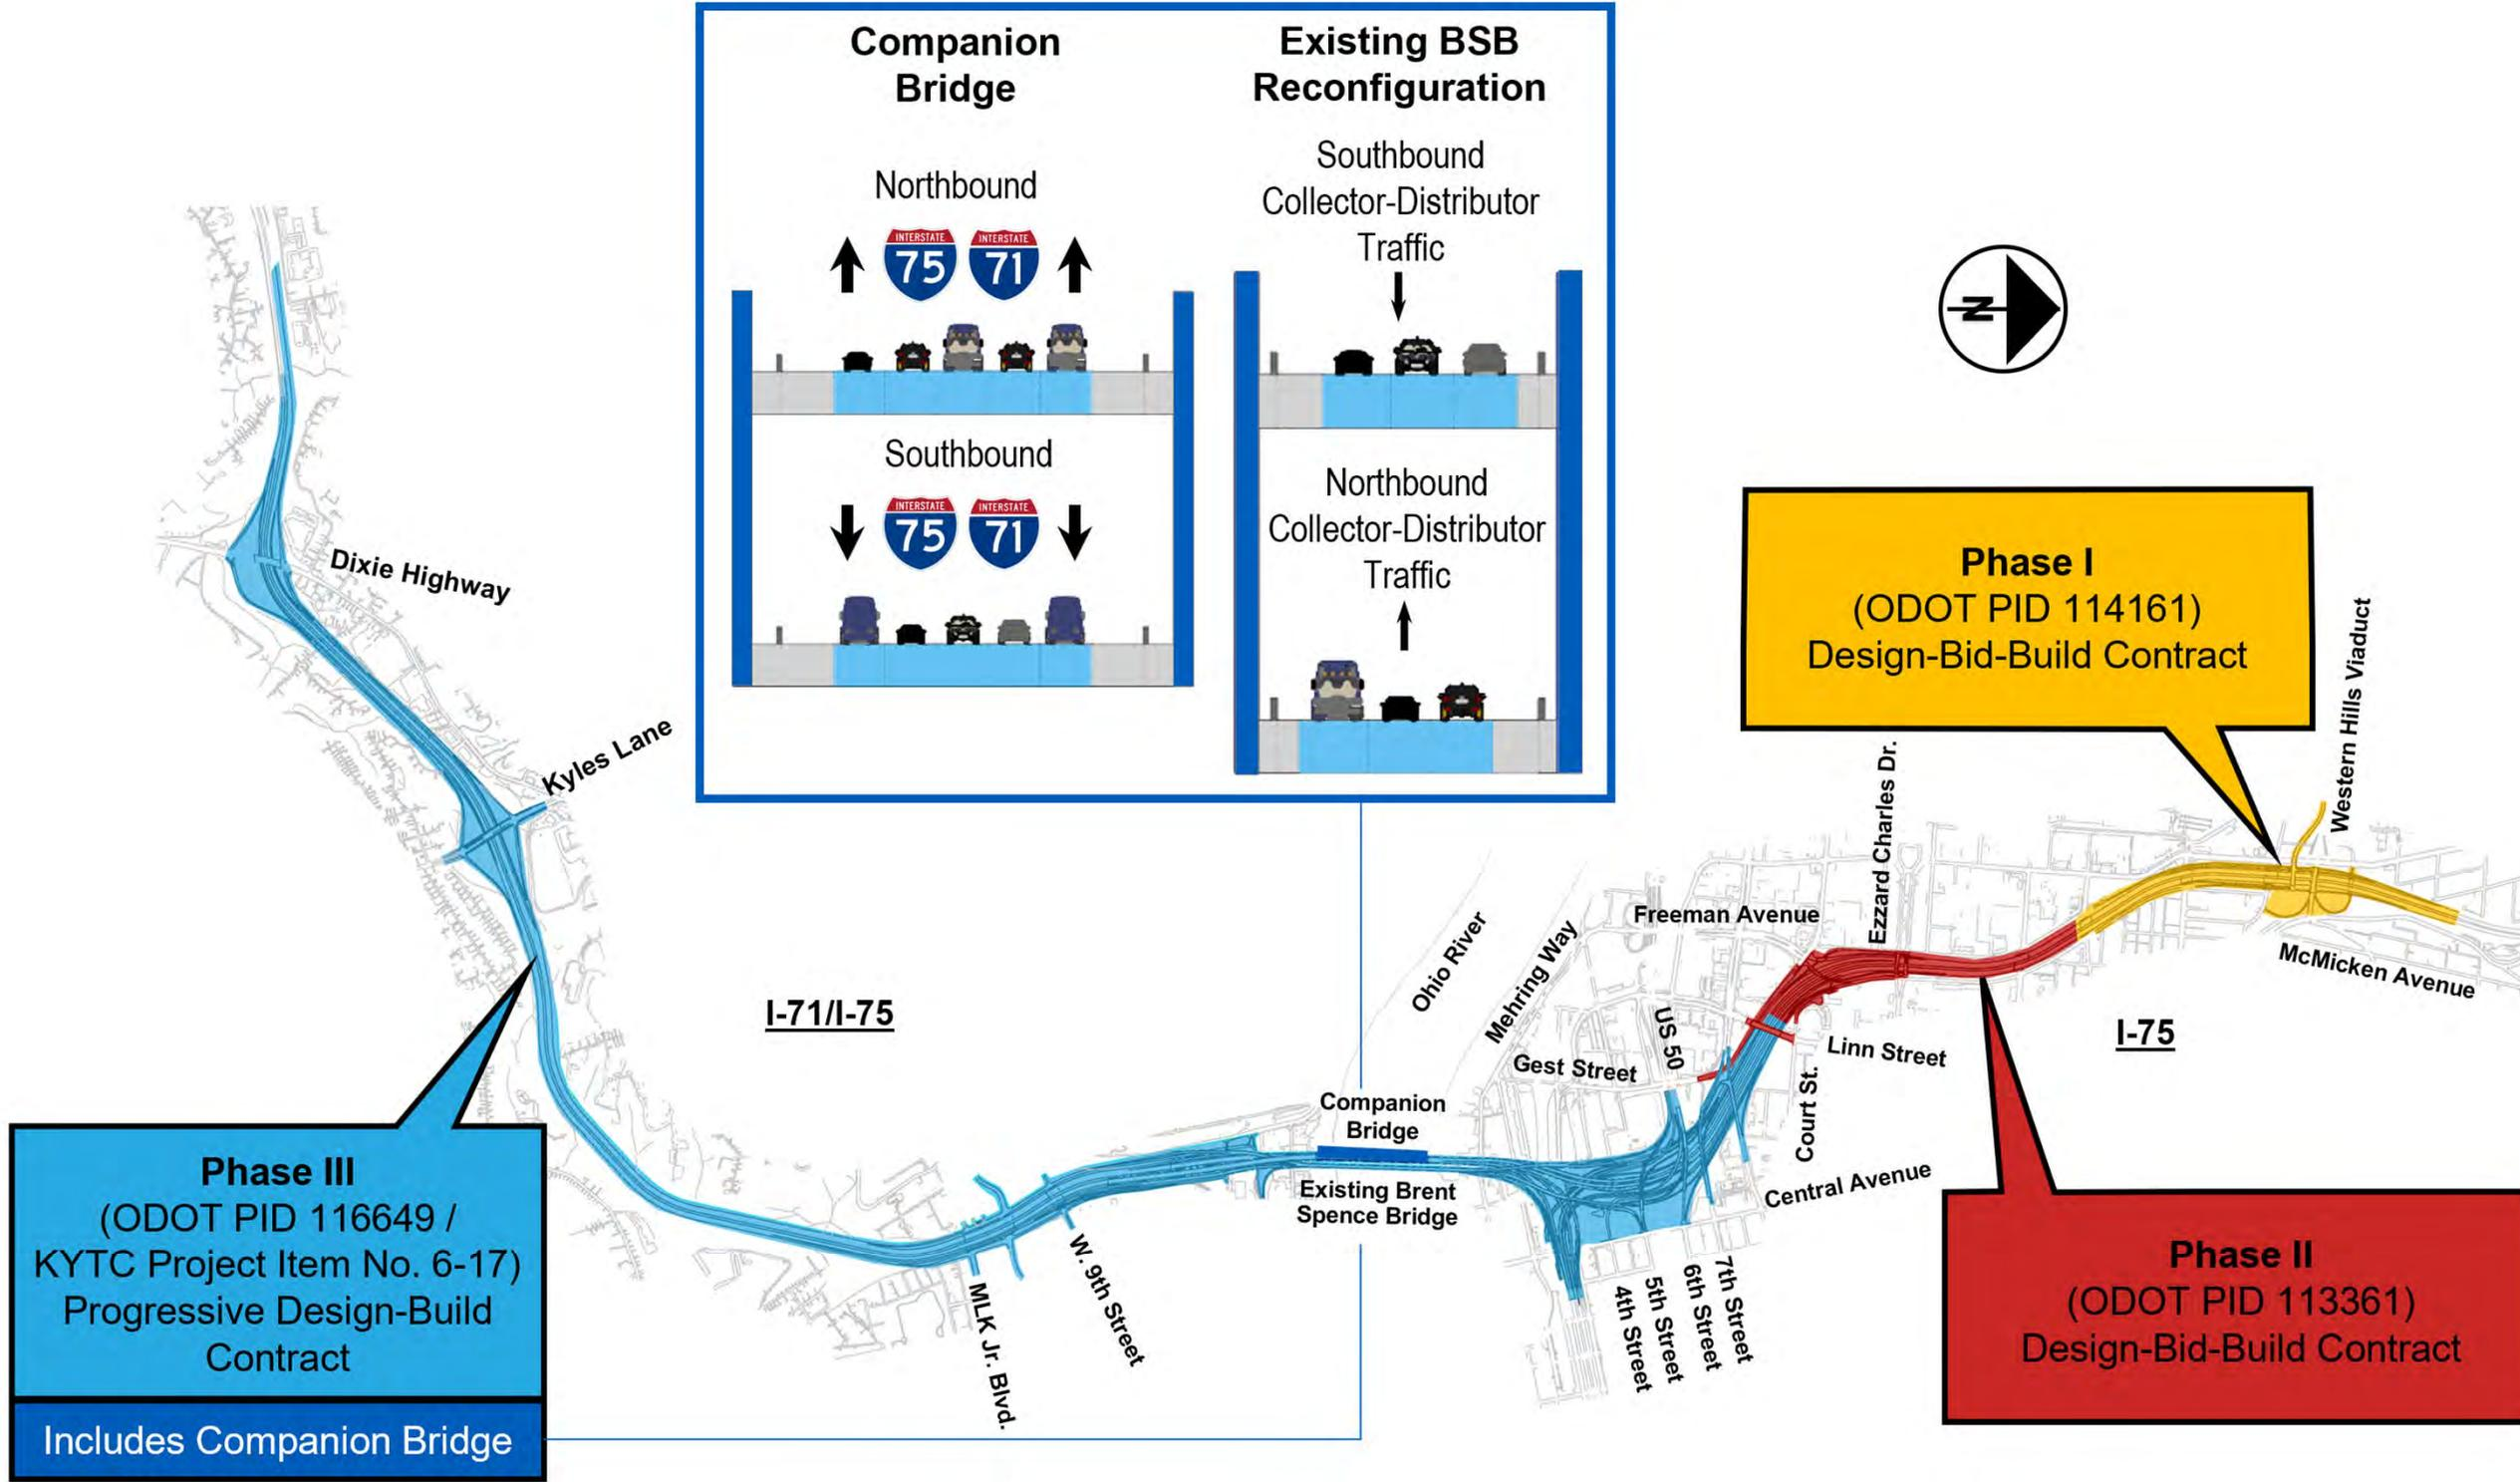 Companion
Bridge
Northbound
INTERSTATE
75
INTERSTATE
71
Southbound
INTERSTATE
75
INTERSTATE
71
Existing BSB
Reconfiguration
Southbound
Collector-Distributor
Traffic
Northbound
Collector-Distributor
Traffic
N
Phase I
(ODOT PID 114161)
Design-Bid-Build Contract
Dixie Highway
Kyles Lane
Western Hills Viaduct
Ezzard Charles Dr.
Freeman Avenue
McMicken Avenue
Ohio River
Mehring Way
I-71/I-75
US 50
Gest Street
Linn Street
I-75
Court St.
Companion
Bridge
Existing Brent
Spence Bridge
Central Avenue
W. 9th Street
MLK Jr. Blvd.
4th Street
5th Street
6th Street
7th Street
Phase III
(ODOT PID 116649 /
KYTC Project Item No. 6-17)
Progressive Design-Build
Contract
Includes Companion Bridge
Phase II
(ODOT PID 113361)
Design-Bid-Build Contract